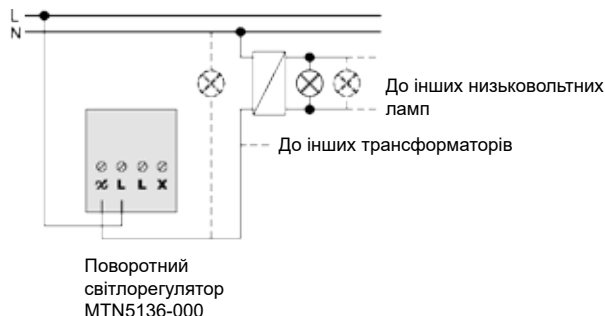 L
N
До інших низьковольтних
ламп
До інших трансформаторів
L L X
Поворотний
світлорегулятор
MTN5136-000